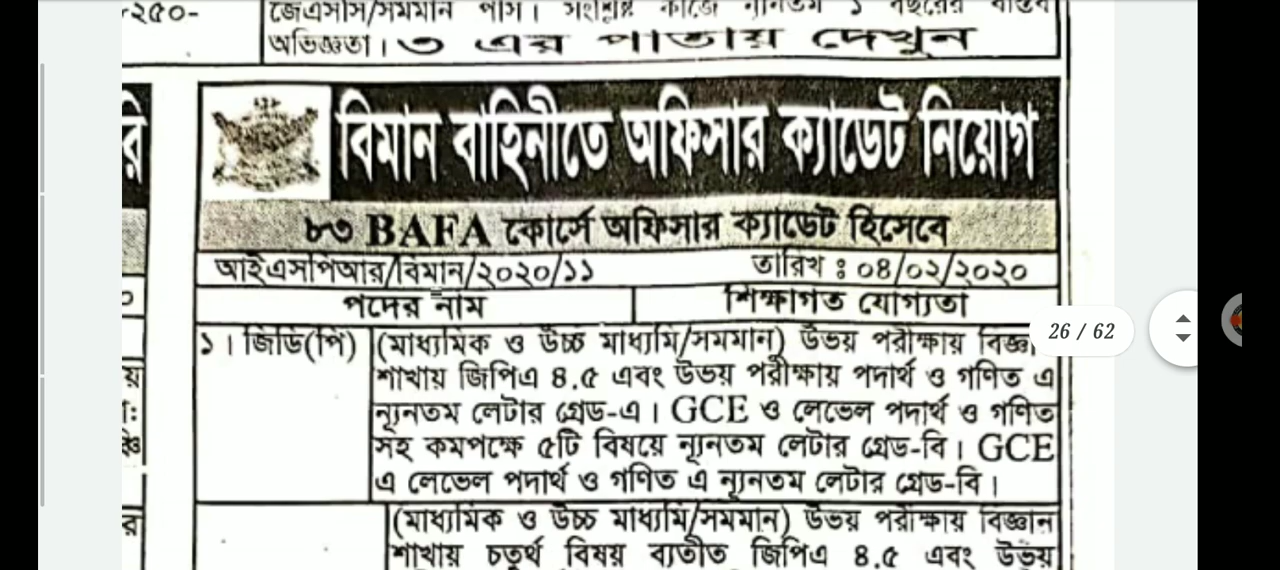 -২৫০-
জেএসসি/সমমান পাস। সংশ্লিষ্ট কাজে ন্যূনতম ১ বছরের বাস্তব
অভিজ্ঞতা। ৩ এর পাতায় দেখুন
বিমান বাহিনীতে অফিসার ক্যাডেট নিয়োগ
৮৩ BAFA কোর্সে অফিসার ক্যাডেট হিসেবে
আইএসপিআর/বিমান/২০২০/১১ তারিখ : ০৪/০২/২০২০
পদের নাম শিক্ষাগত যোগ্যতা
26 / 62
১। জিডি(পি) (মাধ্যমিক ও উচ্চ মাধ্যমি/সমমান) উভয় পরীক্ষায়
শাখায় জিপিএ ৪.৫ এবং উভয় পরীক্ষায় পদার্থ ও গণিত এ
ন্যূনতম লেটার গ্রেড-এ। GCE ও লেভেল পদার্থ ও গণিত
সহ কমপক্ষে ৫টি বিষয়ে ন্যূনতম লেটার গ্রেড-বি। GCE
এ লেভেল পদার্থ ও গণিত এ ন্যূনতম লেটার গ্রেড-বি।
(মাধ্যমিক ও উচ্চ মাধ্যমি/সমমান) উভয় পরীক্ষায় বিজ্ঞান
শাখায় চতুর্থ বিষয় ব্যতীত জিপিএ ৪.৫ এবং উভয়